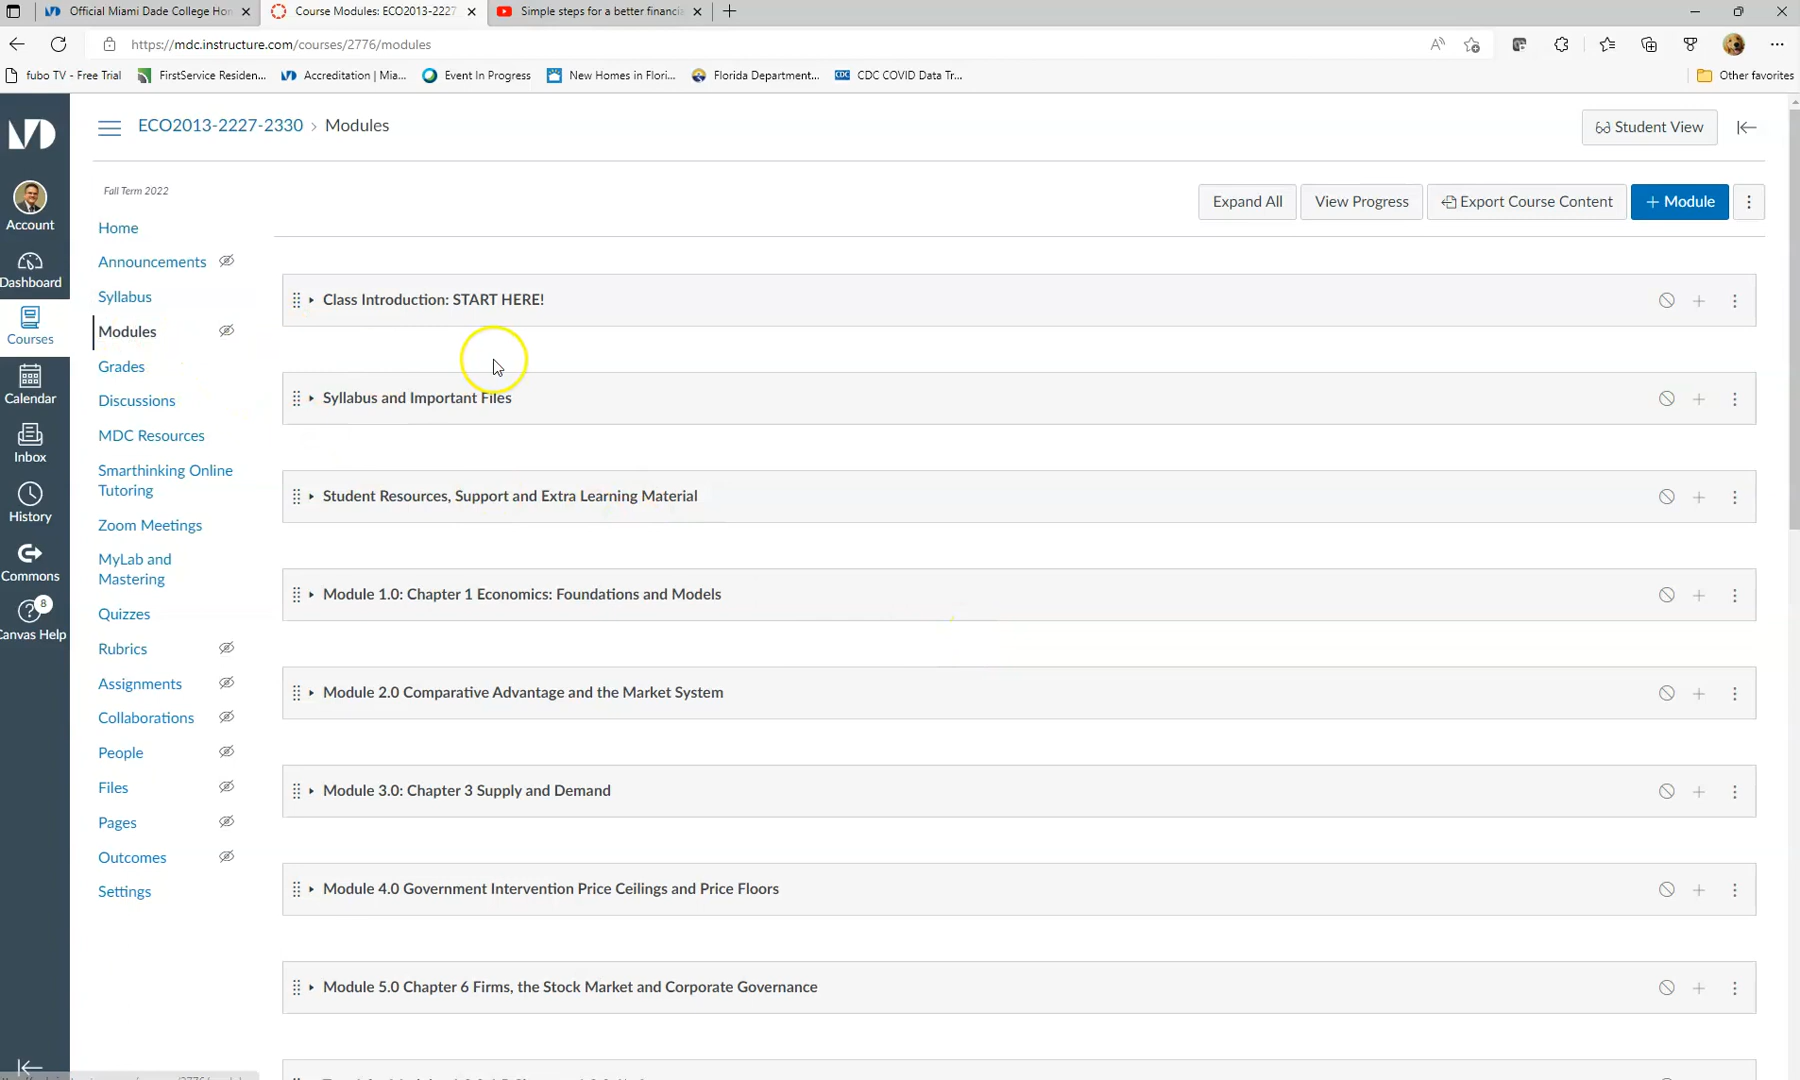 Official Miami Dade College Hon
Course Modules: ECO2013-2227
Simple steps for a better financia
https://mdc.instructure.com/courses/2776/modules
fubo TV - Free Trial
FirstService Residen...
Accreditation | Mia...
Event In Progress
New Homes in Flori...
Florida Department...
CDC COVID Data Tr...
Other favorites
ECO2013-2227-2330 › Modules
Student View
Fall Term 2022
Expand All
View Progress
Export Course Content
+ Module
Account
Dashboard
Courses
Calendar
Inbox
History
Commons
8
Canvas Help
Home
Announcements
Syllabus
Modules
Grades
Discussions
MDC Resources
Smarthinking Online
Tutoring
Zoom Meetings
MyLab and
Mastering
Quizzes
Rubrics
Assignments
Collaborations
People
Files
Pages
Outcomes
Settings
Class Introduction: START HERE!
Syllabus and Important Files
Student Resources, Support and Extra Learning Material
Module 1.0: Chapter 1 Economics: Foundations and Models
Module 2.0 Comparative Advantage and the Market System
Module 3.0: Chapter 3 Supply and Demand
Module 4.0 Government Intervention Price Ceilings and Price Floors
Module 5.0 Chapter 6 Firms, the Stock Market and Corporate Governance